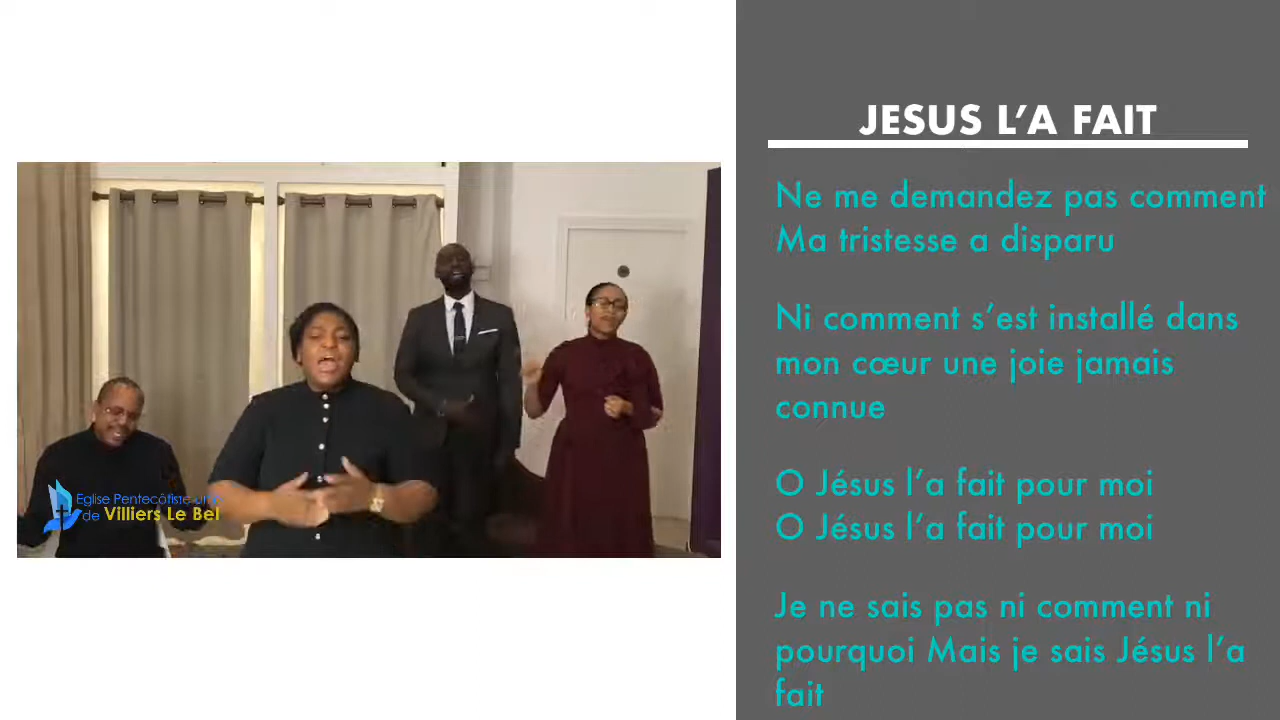 JESUS L’A FAIT
Ne me demandez pas comment
Ma tristesse a disparu
Ni comment s’est installé dans
mon cœur une joie jamais
connue
O Jésus l’a fait pour moi
O Jésus l’a fait pour moi
Je ne sais pas ni comment ni
pourquoi Mais je sais Jésus l’a
fait
Eglise Pentecôtiste
de Villiers Le Bel